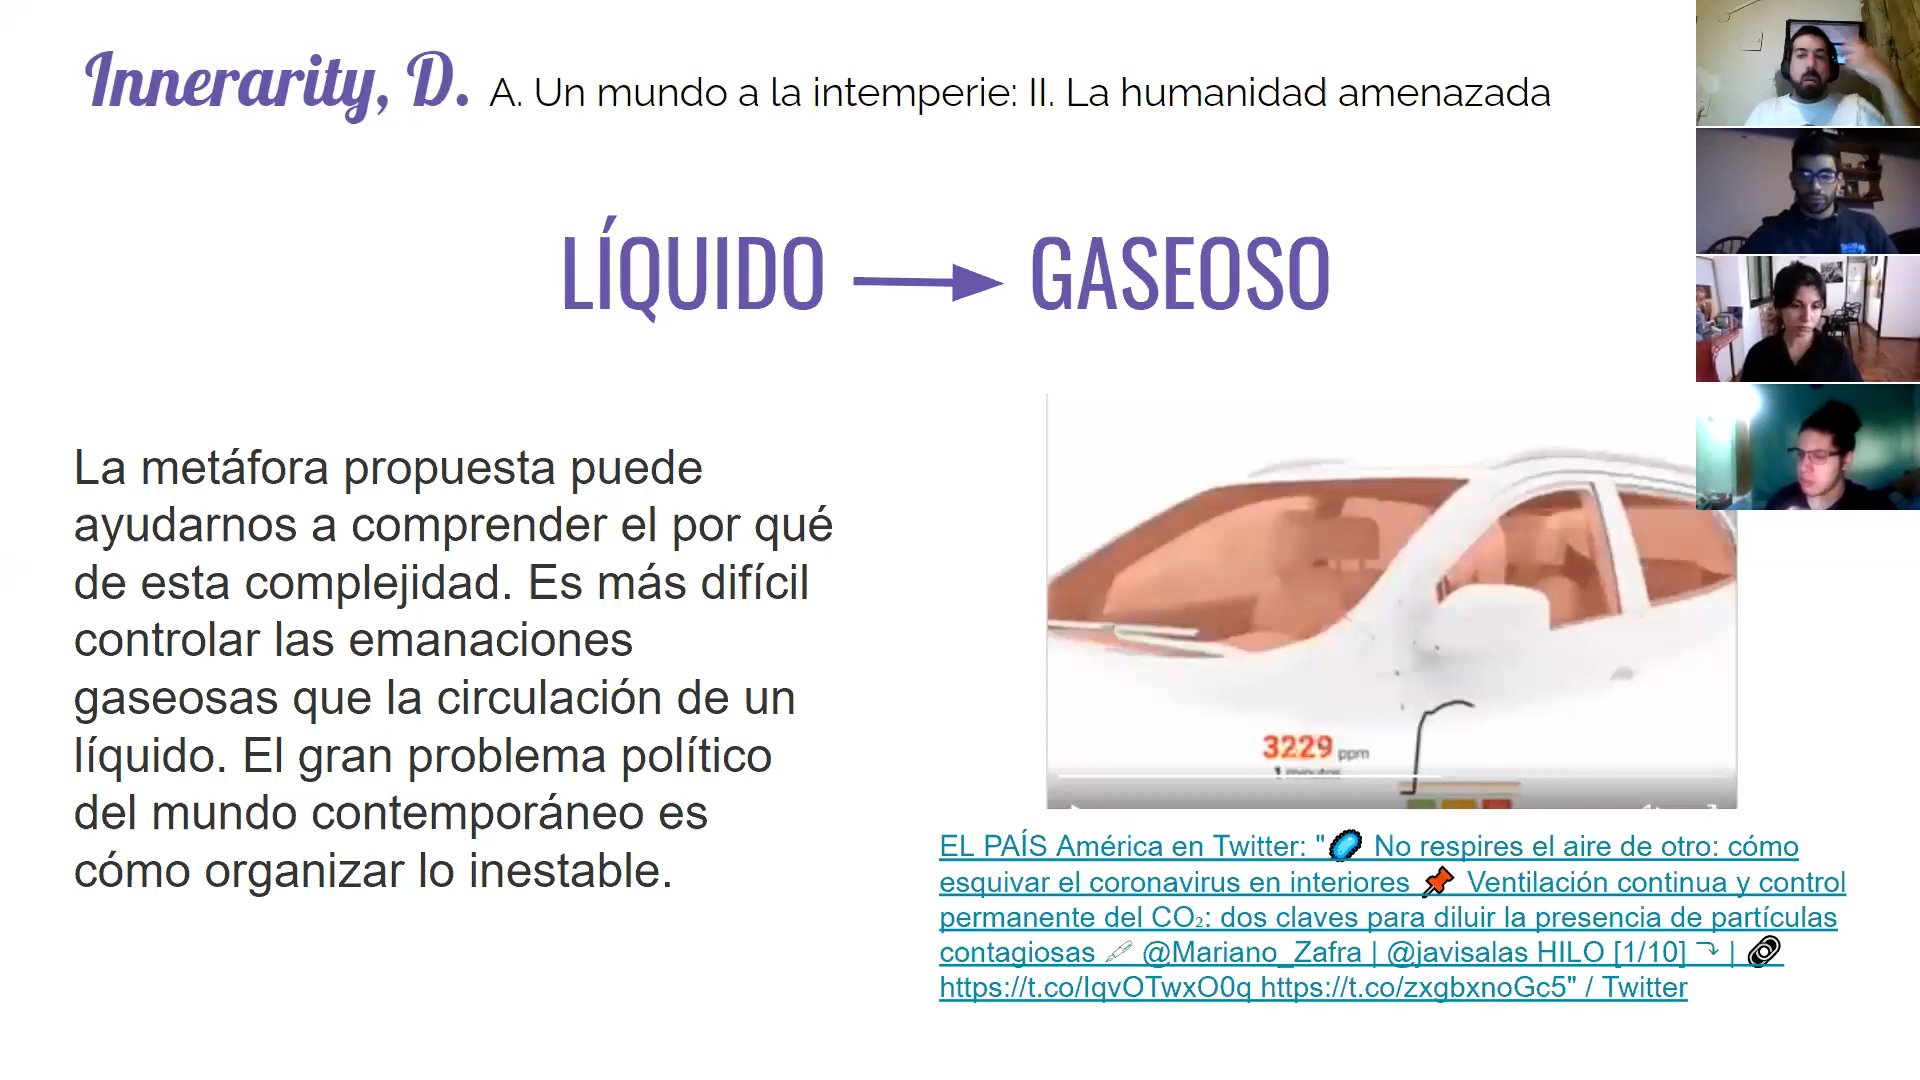 Innerarity, D. A. Un mundo a la intemperie: II. La humanidad amenazada
LÍQUIDO → GASEOSO
La metáfora propuesta puede
ayudarnos a comprender el por qué
de esta complejidad. Es más difícil
controlar las emanaciones
gaseosas que la circulación de un
líquido. El gran problema político
del mundo contemporáneo es
cómo organizar lo inestable.
3229 ppm
1 minutos
EL PAÍS América en Twitter: "🦠 No respires el aire de otro: cómo
esquivar el coronavirus en interiores 📌 Ventilación continua y control
permanente del CO₂: dos claves para diluir la presencia de partículas
contagiosas 🖋 @Mariano_Zafra | @javisalas HILO [1/10] ⤵ | 📎
https://t.co/IqvOTwxO0q https://t.co/zxgbxnoGc5" / Twitter